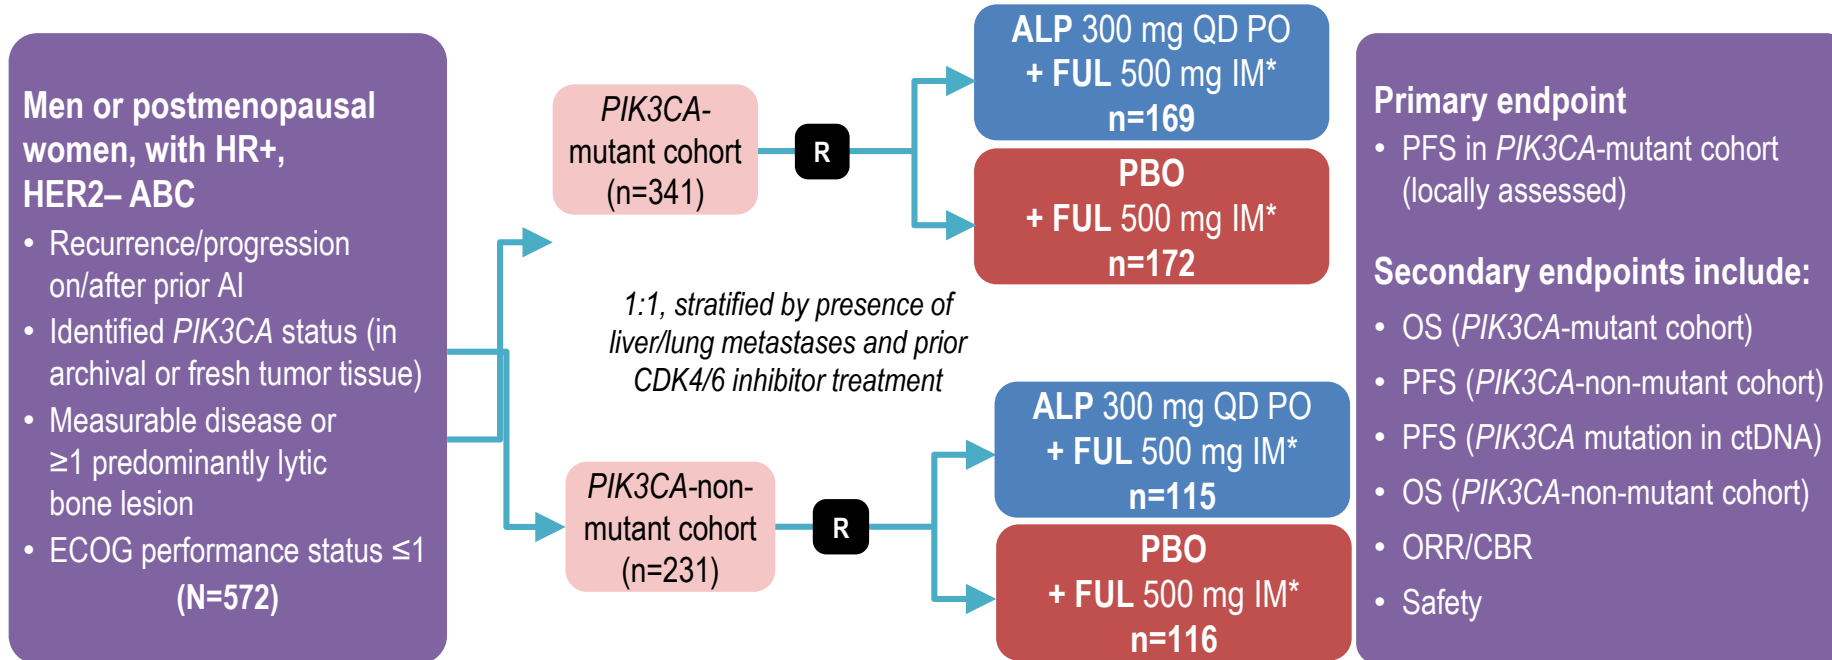 Men or postmenopausal
women, with HR+,
HER2– ABC
• Recurrence/progression
on/after prior AI
• Identified PIK3CA status (in
archival or fresh tumor tissue)
• Measurable disease or
≥1 predominantly lytic
bone lesion
• ECOG performance status ≤1
(N=572)
PIK3CA-
mutant cohort
(n=341)
R
ALP 300 mg QD PO
+ FUL 500 mg IM*
n=169
PBO
+ FUL 500 mg IM*
n=172
1:1, stratified by presence of
liver/lung metastases and prior
CDK4/6 inhibitor treatment
PIK3CA-non-
mutant cohort
(n=231)
R
ALP 300 mg QD PO
+ FUL 500 mg IM*
n=115
PBO
+ FUL 500 mg IM*
n=116
Primary endpoint
• PFS in PIK3CA-mutant cohort
(locally assessed)
Secondary endpoints include:
• OS (PIK3CA-mutant cohort)
• PFS (PIK3CA-non-mutant cohort)
• PFS (PIK3CA mutation in ctDNA)
• OS (PIK3CA-non-mutant cohort)
• ORR/CBR
• Safety